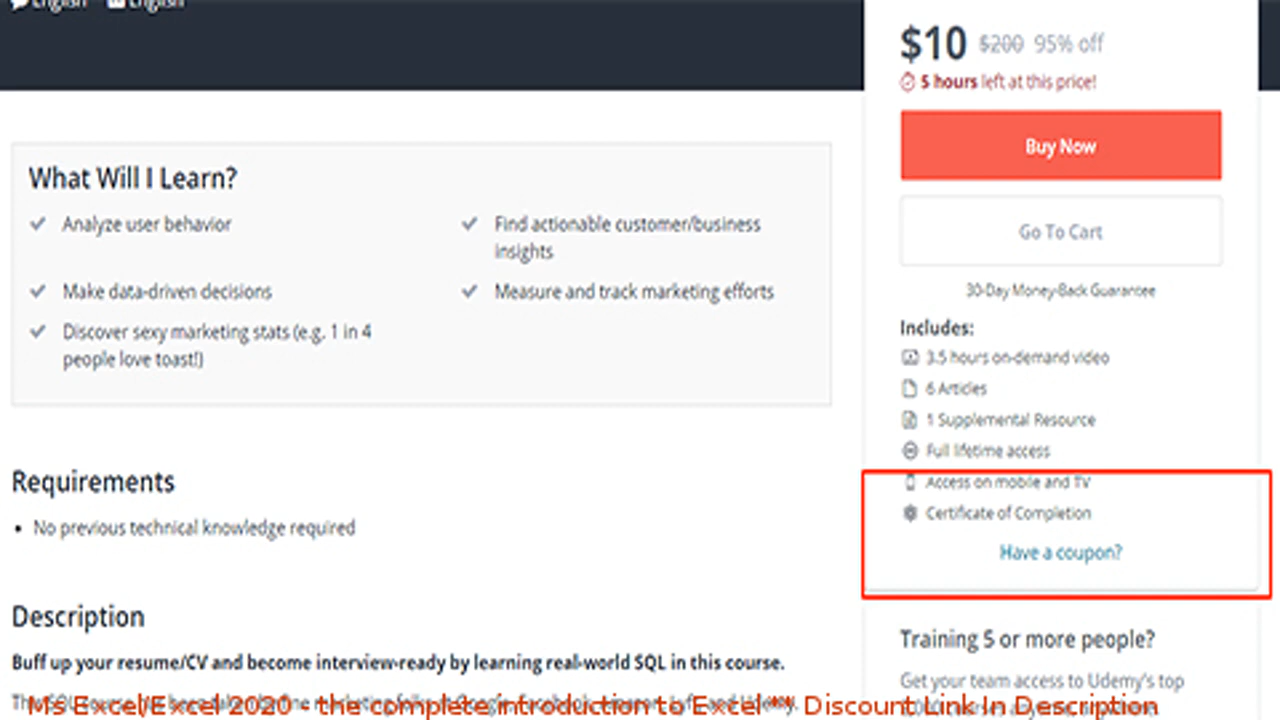 English English
$10 $200 95% off
5 hours left at this price!
Buy Now
Go To Cart
30-Day Money-Back Guarantee
Includes:
3.5 hours on-demand video
6 Articles
1 Supplemental Resource
Full lifetime access
Access on mobile and TV
Certificate of Completion
Have a coupon?
Training 5 or more people?
Get your team access to Udemy's top
What Will I Learn?
Analyze user behavior
Find actionable customer/business
insights
Make data-driven decisions
Measure and track marketing efforts
Discover sexy marketing stats (e.g. 1 in 4
people love toast!)
Requirements
• No previous technical knowledge required
Description
Buff up your resume/CV and become interview-ready by learning real-world SQL in this course.
MS Excel/Excel 2020 - the complete introduction to Excel Discount Link In Description